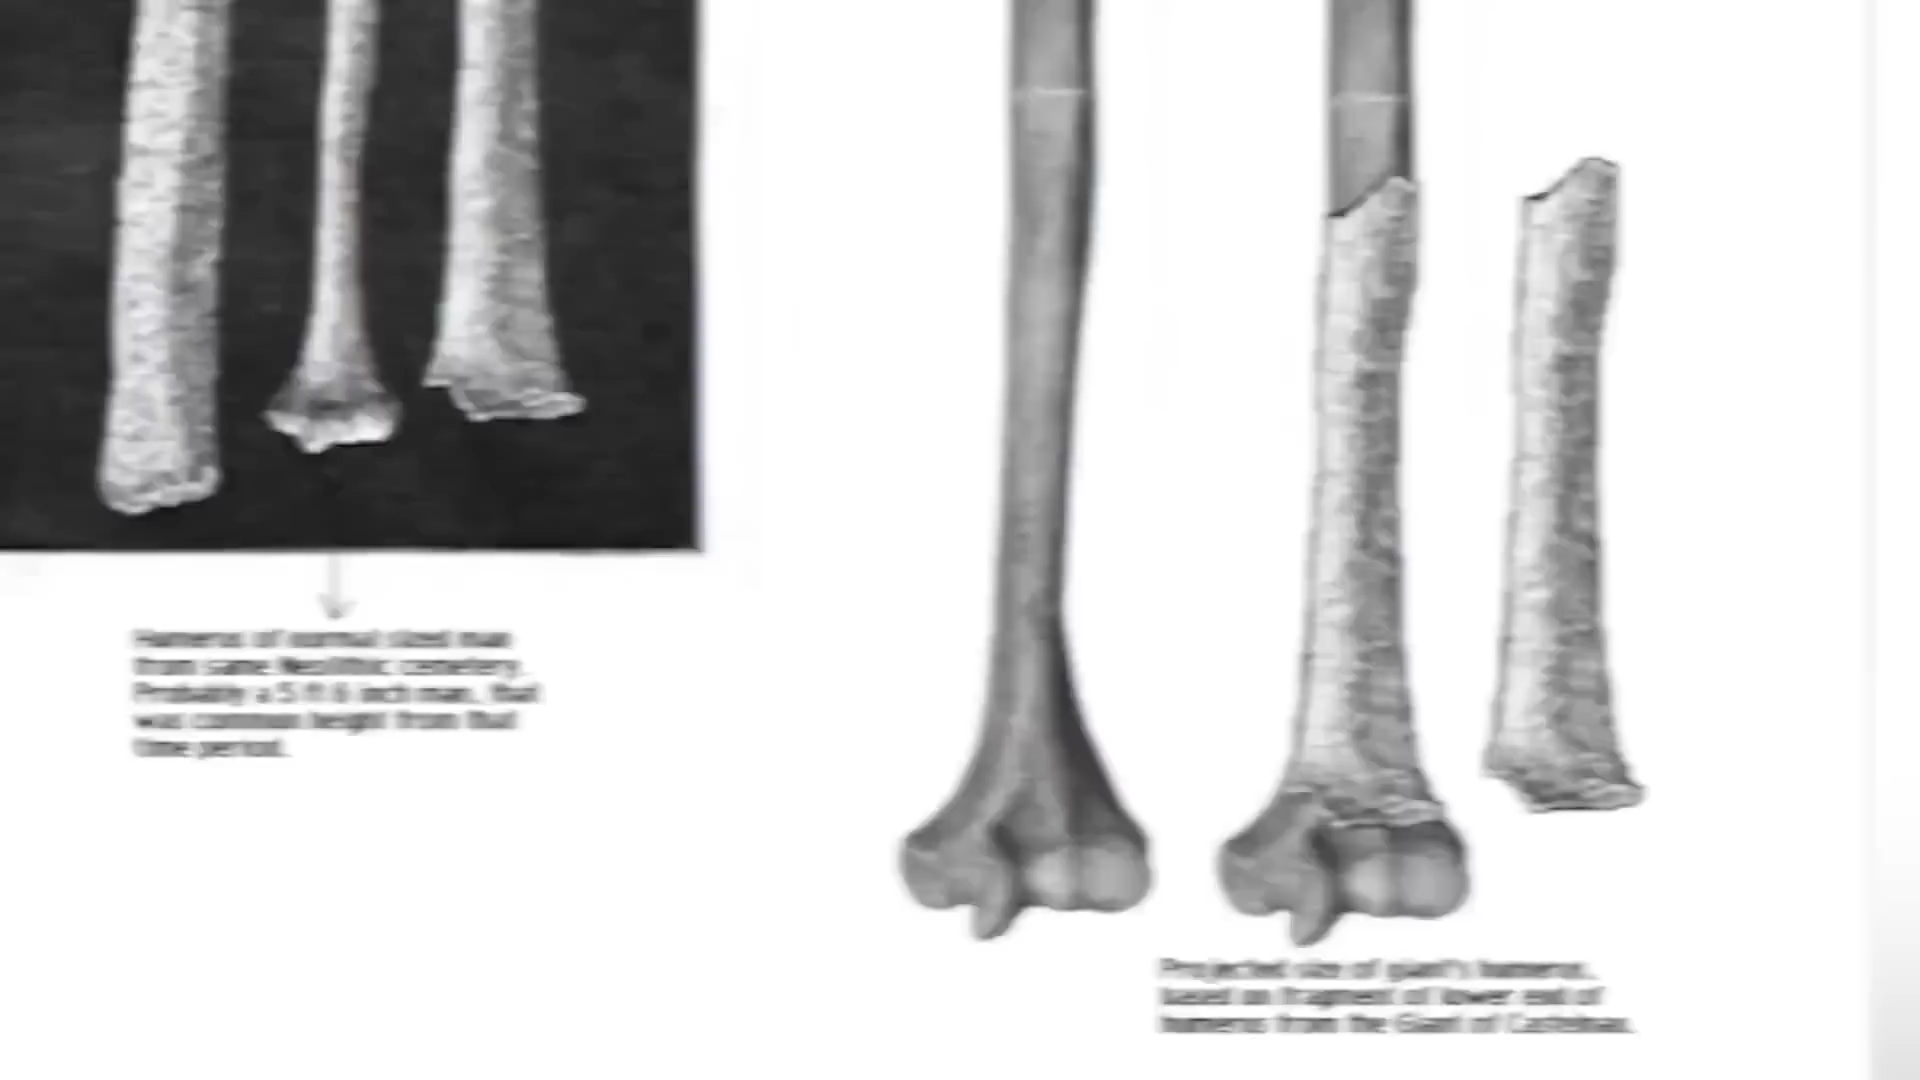 Humerus of normal sized man
from same Neolithic cemetery.
Probably a 5 ft 6 inch man, that
was common height from that
time period.
Projected size of giant's humerus,
based on fragment of lower end of
humerus from the Giant of Castelnau.